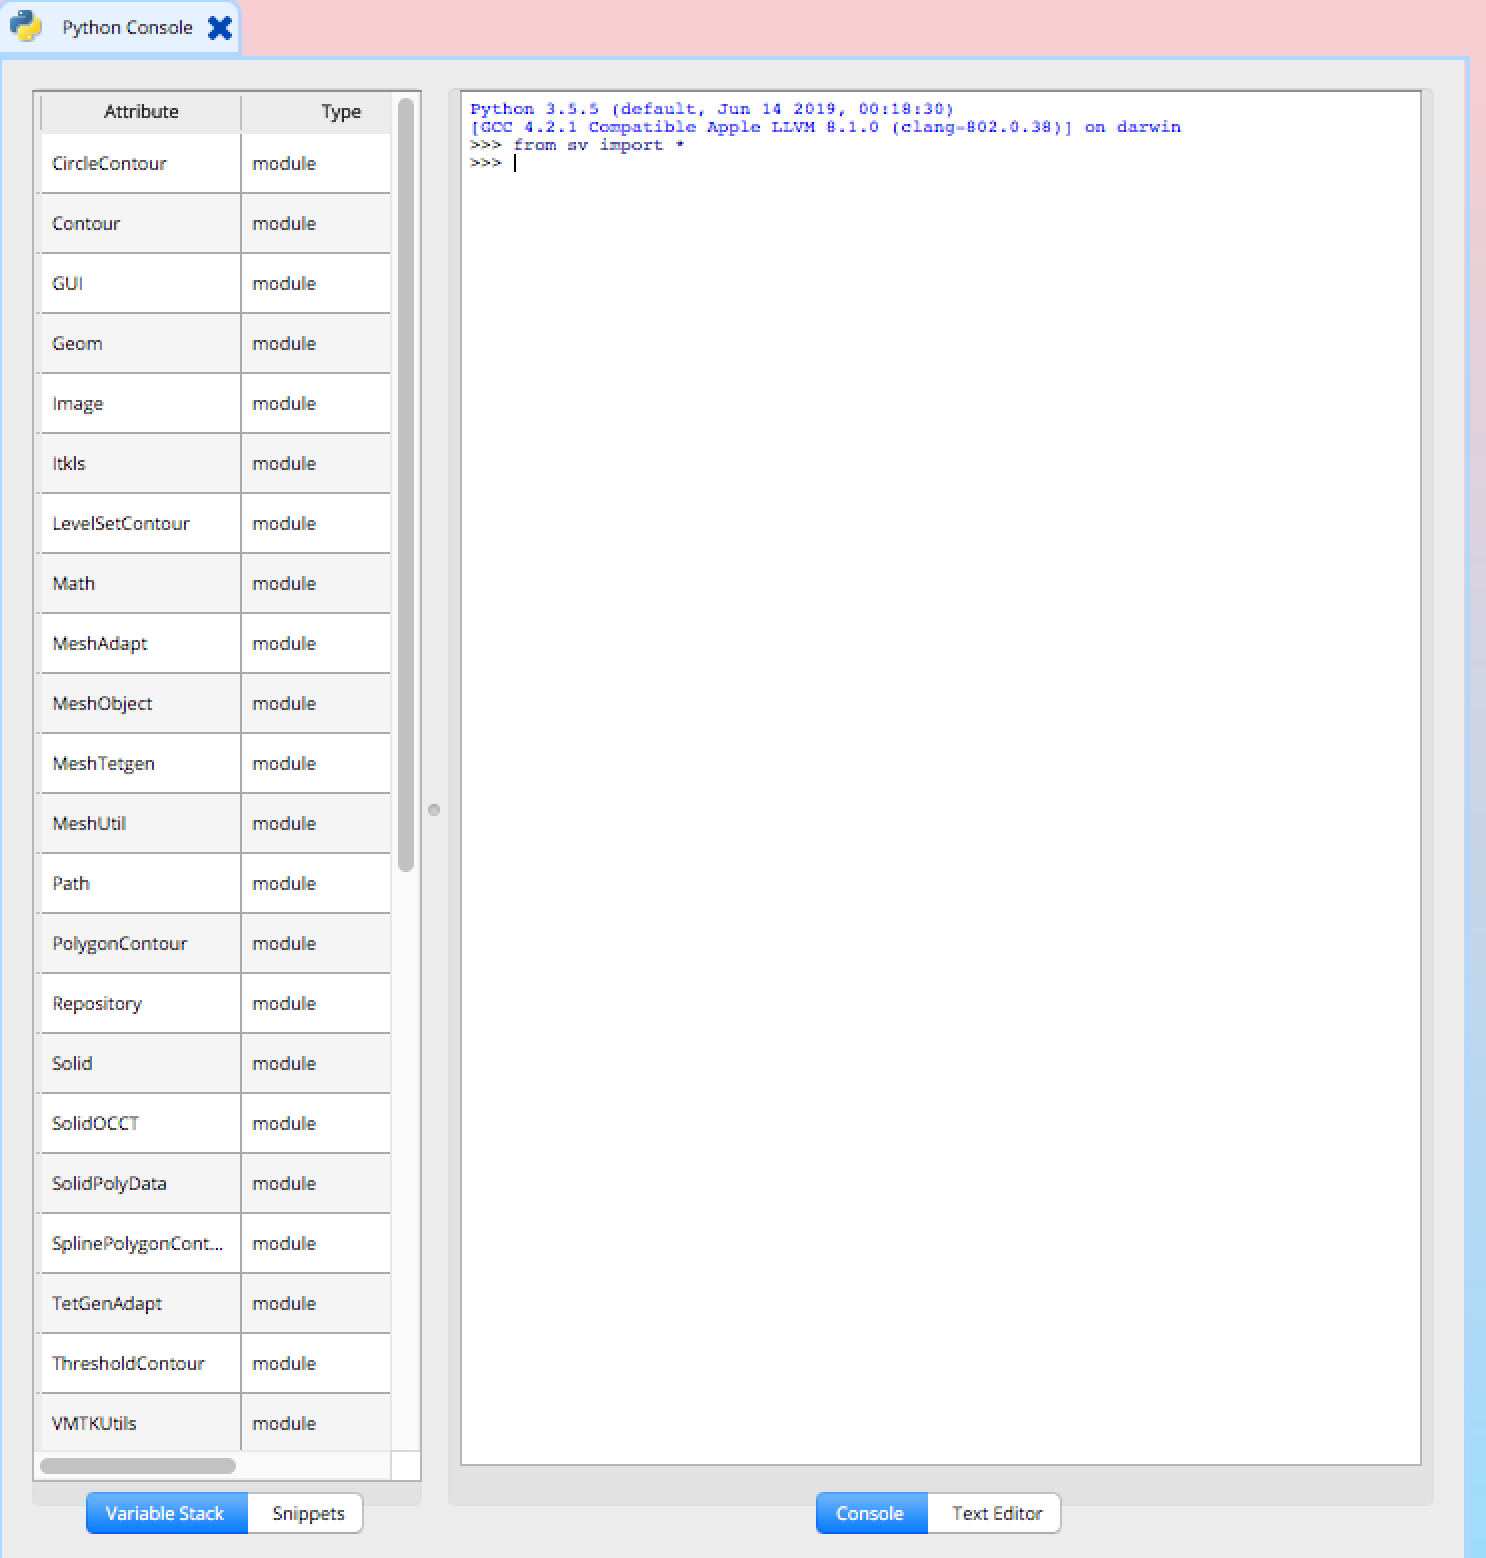 Python Console
Attribute Type
CircleContour module
Contour module
GUI module
Geom module
Image module
Itkls module
LevelSetContour module
Math module
MeshAdapt module
MeshObject module
MeshTetgen module
MeshUtil module
Path module
PolygonContour module
Repository module
Solid module
SolidOCCT module
SolidPolyData module
SplinePolygonCont... module
TetGenAdapt module
ThresholdContour module
VMTKUtils module
Variable Stack Snippets
Python 3.5.5 (default, Jun 14 2019, 00:18:30)
[GCC 4.2.1 Compatible Apple LLVM 8.1.0 (clang-802.0.38)] on darwin
>>> from sv import *
>>>
Console Text Editor